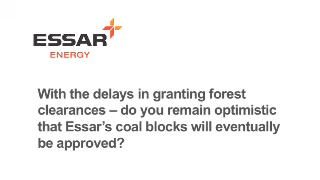 ESSAR
ENERGY
With the delays in granting forest
clearances – do you remain optimistic
that Essar's coal blocks will eventually
be approved?